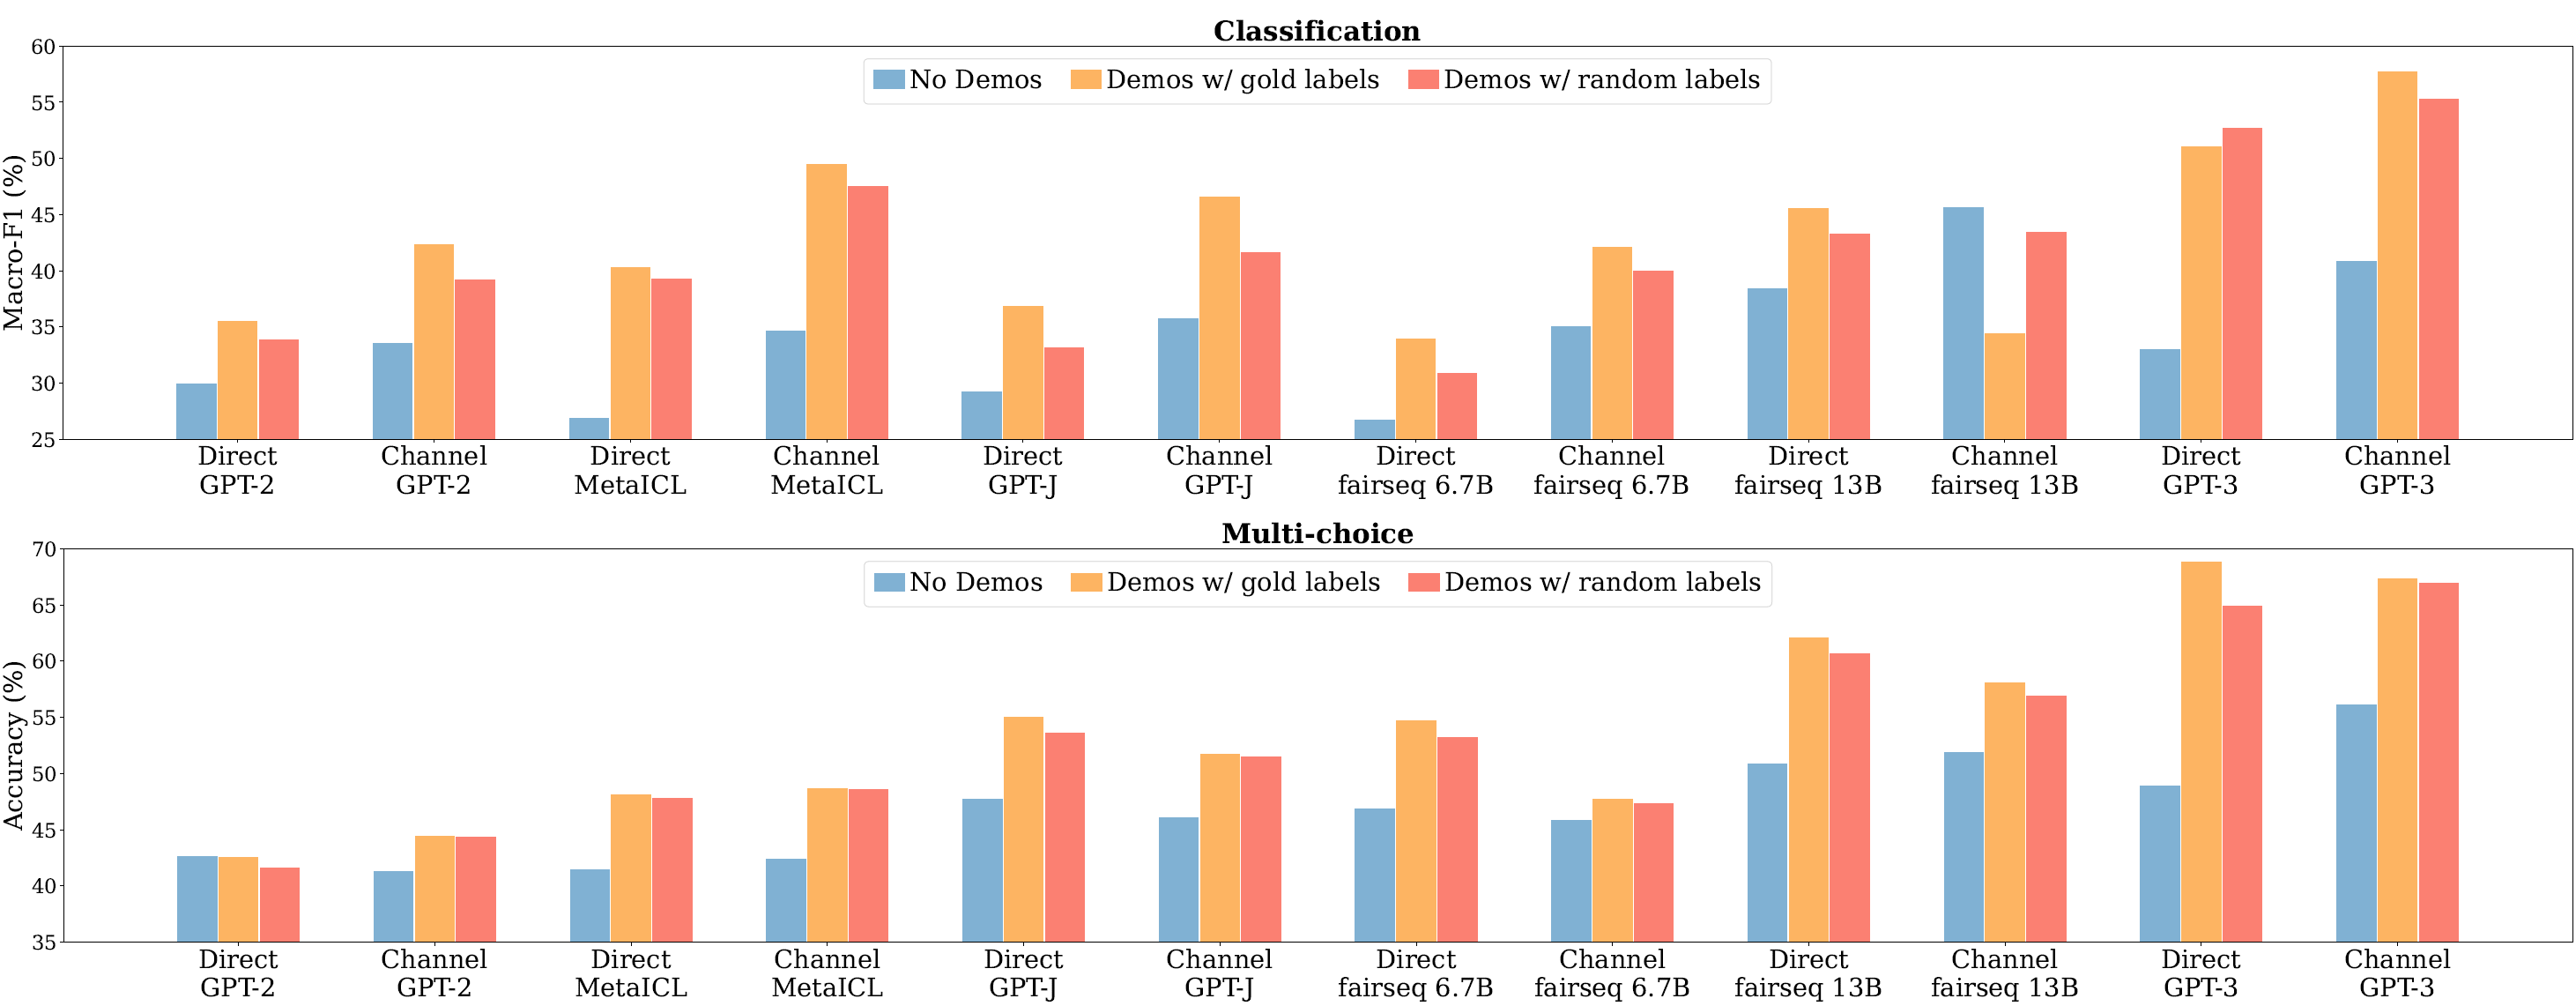 Classification
60
55
50
45
40
35
30
25
Macro-F1 (%)
No Demos Demos w/ gold labels Demos w/ random labels
Direct Channel Direct Channel Direct Channel Direct Channel Direct Channel Direct Channel
GPT-2 GPT-2 MetaICL MetaICL GPT-J GPT-J fairseq 6.7B fairseq 6.7B fairseq 13B fairseq 13B GPT-3 GPT-3
Multi-choice
70
65
60
55
50
45
40
35
Accuracy (%)
No Demos Demos w/ gold labels Demos w/ random labels
Direct Channel Direct Channel Direct Channel Direct Channel Direct Channel Direct Channel
GPT-2 GPT-2 MetaICL MetaICL GPT-J GPT-J fairseq 6.7B fairseq 6.7B fairseq 13B fairseq 13B GPT-3 GPT-3